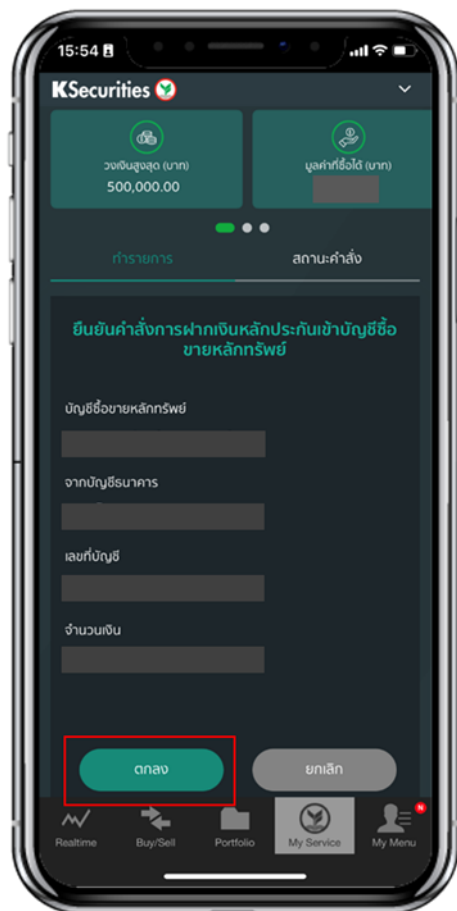 15:54
KSecurities
วงเงินสูงสุด (บาท)
500,000.00
มูลค่าที่ซื้อได้ (บาท)
ทำรายการ
สถานะคำสั่ง
ยืนยันคำสั่งการฝากเงินหลักประกันเข้าบัญชีซื้อ
ขายหลักทรัพย์
บัญชีซื้อขายหลักทรัพย์
จากบัญชีธนาคาร
เลขที่บัญชี
จำนวนเงิน
ตกลง
ยกเลิก
Realtime
Buy/Sell
Portfolio
My Service
N
My Menu